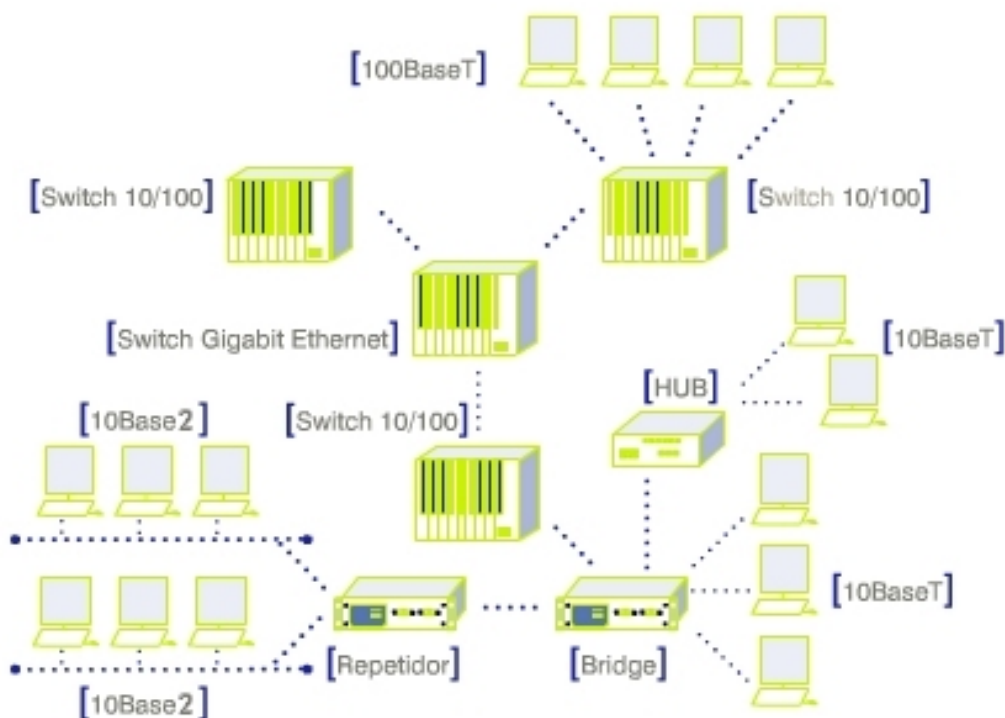 [100BaseT]
[Switch 10/100]
[Switch 10/100]
[Switch Gigabit Ethernet]
[10BaseT]
[HUB]
[10Base2]
[Switch 10/100]
[10BaseT]
[Repetidor]
[Bridge]
[10Base2]